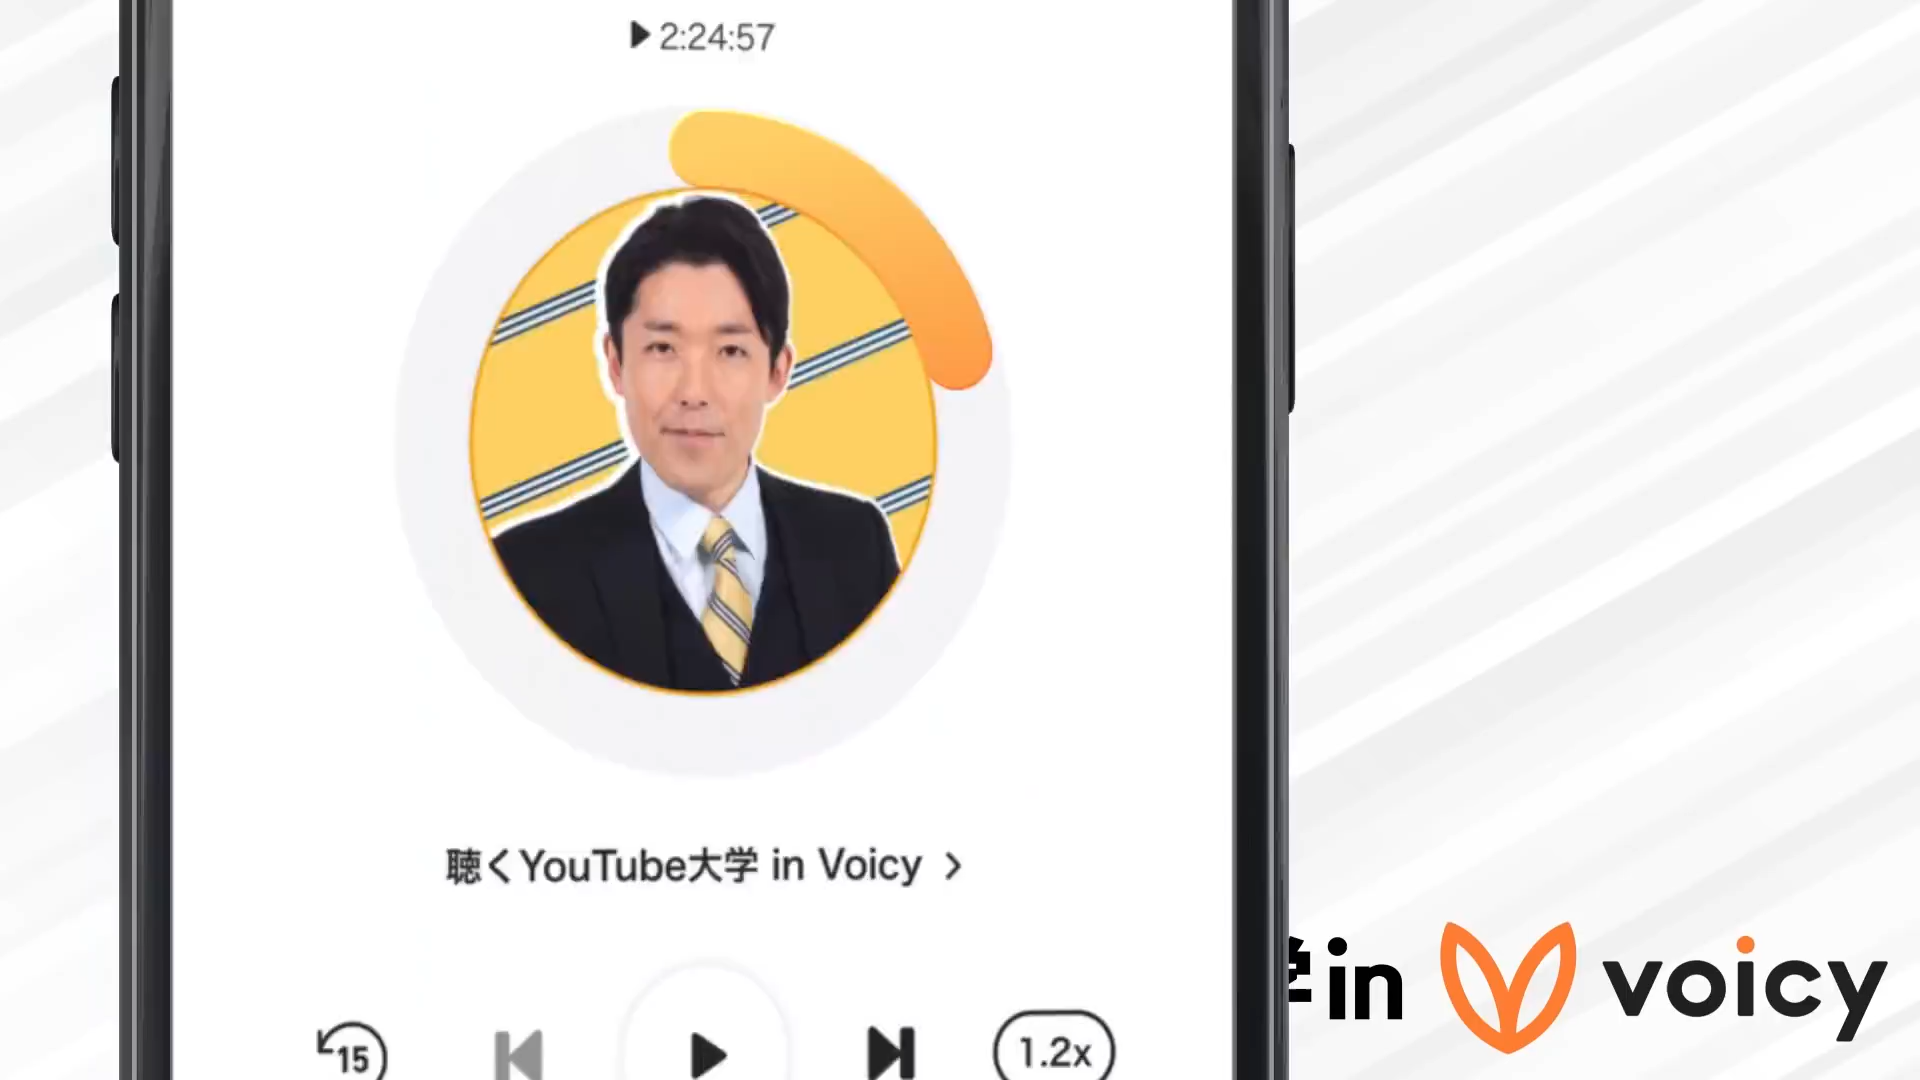 2:24:57
聴くYouTube大学 in Voicy
15
1.2x
in voicy